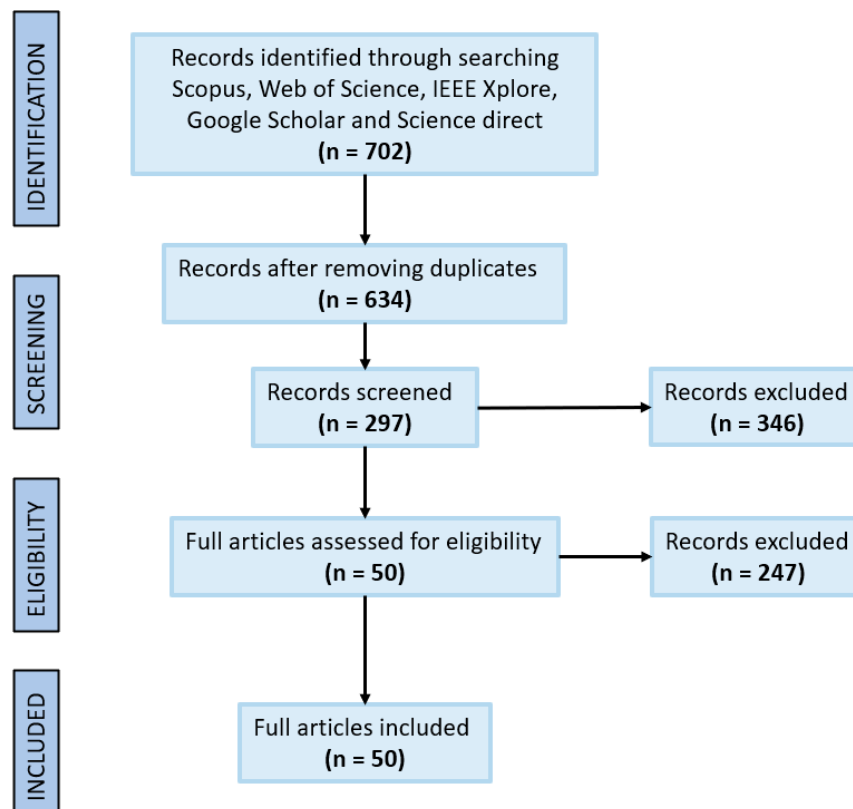 IDENTIFICATION
Records identified through searching
Scopus, Web of Science, IEEE Xplore,
Google Scholar and Science direct
(n = 702)
SCREENING
Records after removing duplicates
(n = 634)
Records screened
(n = 297)
Records excluded
(n = 346)
ELIGIBILITY
Full articles assessed for eligibility
(n = 50)
Records excluded
(n = 247)
INCLUDED
Full articles included
(n = 50)